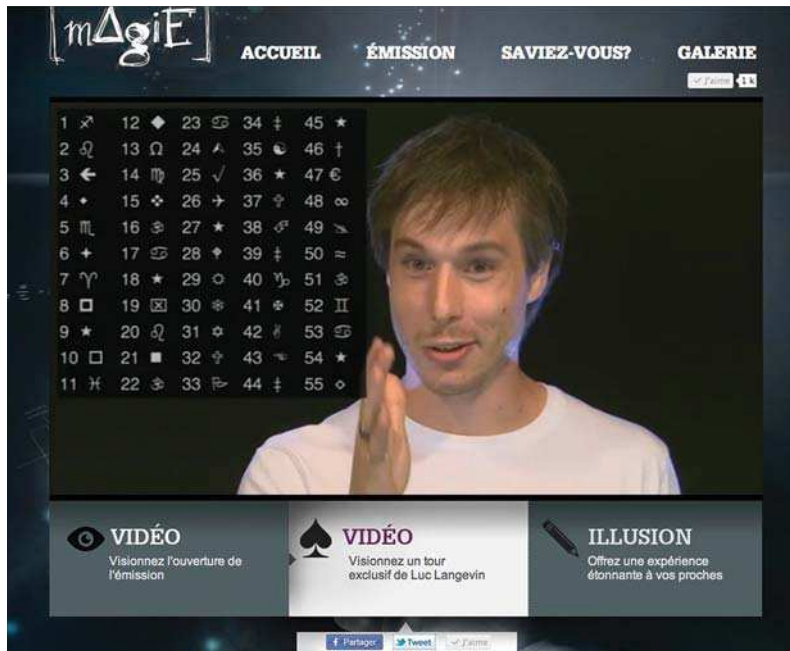 [mAgiE]
ACCUEIL ÉMISSION SAVIEZ-VOUS? GALERIE
J'aime 1 k
1 ♐ 12 ◆ 23 ♋ 34 ‡ 45 ★
2 ♌ 13 Ω 24 35 ☯ 46 †
3 ← 14 ♍ 25 √ 36 ★ 47 €
4 ✦ 15 ❖ 26 ✈ 37 ✞ 48 ∞
5 ♏ 16 ॐ 27 ★ 38 49
6 ✦ 17 ♋ 28 39 ‡ 50 ≈
7 ♈ 18 ★ 29 40 ♑ 51 ॐ
8 □ 19 ☒ 30 ❄ 41 ✠ 52 ♊
9 ★ 20 ♌ 31 ✡ 42 ✌ 53 ♋
10 □ 21 ■ 32 ✞ 43 ☜ 54 ★
11 ♓ 22 ॐ 33 44 ‡ 55 ⋄
VIDÉO
Visionnez l'ouverture de
l'émission
VIDÉO
Visionnez un tour
exclusif de Luc Langevin
ILLUSION
Offrez une expérience
étonnante à vos proches
Partager Tweet J'aime